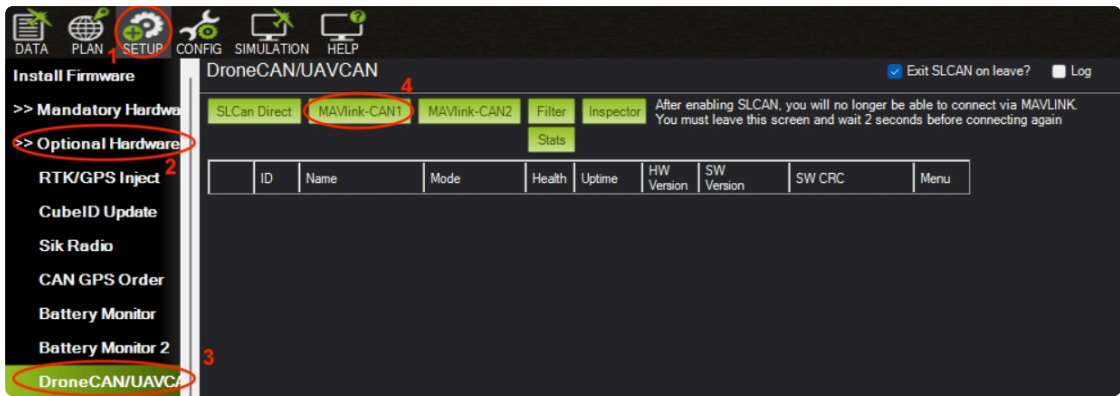 DATA PLAN SETUP CONFIG SIMULATION HELP
1
Install Firmware
>> Mandatory Hardwa
>> Optional Hardware
2
RTK/GPS Inject
CubeID Update
Sik Radio
CAN GPS Order
Battery Monitor
Battery Monitor 2
3
DroneCAN/UAVCA
DroneCAN/UAVCAN
Exit SLCAN on leave? Log
4
SLCan Direct MAVlink-CAN1 MAVlink-CAN2 Filter Inspector
Stats
After enabling SLCAN, you will no longer be able to connect via MAVLINK.
You must leave this screen and wait 2 seconds before connecting again
ID Name Mode Health Uptime HW Version SW Version SW CRC Menu